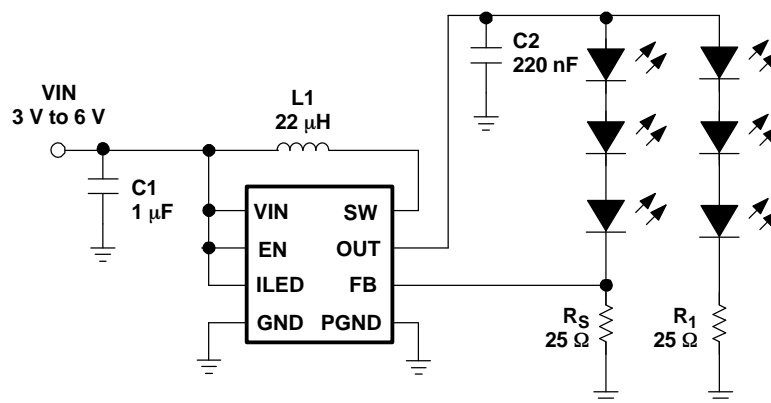 C2
220 nF
VIN
3 V to 6 V
L1
22 µH
C1
1 µF
VIN
SW
EN
OUT
ILED
FB
GND
PGND
RS
25 Ω
R1
25 Ω